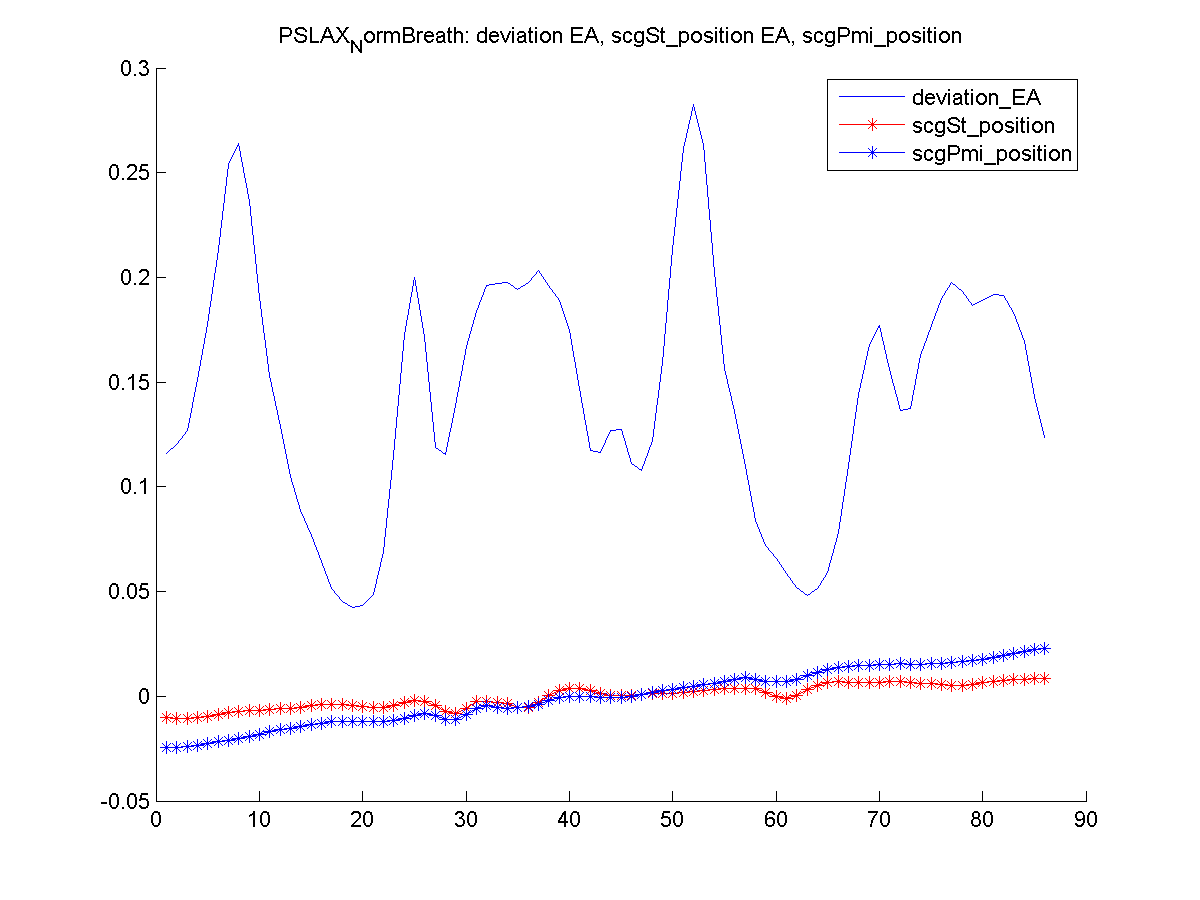 PSLAX_NormBreath: deviation EA, scgSt_position EA, scgPmi_position
0.3
deviation_EA
scgSt_position
scgPmi_position
0.25
0.2
0.15
0.1
0.05
0
-0.05
0 10 20 30 40 50 60 70 80 90